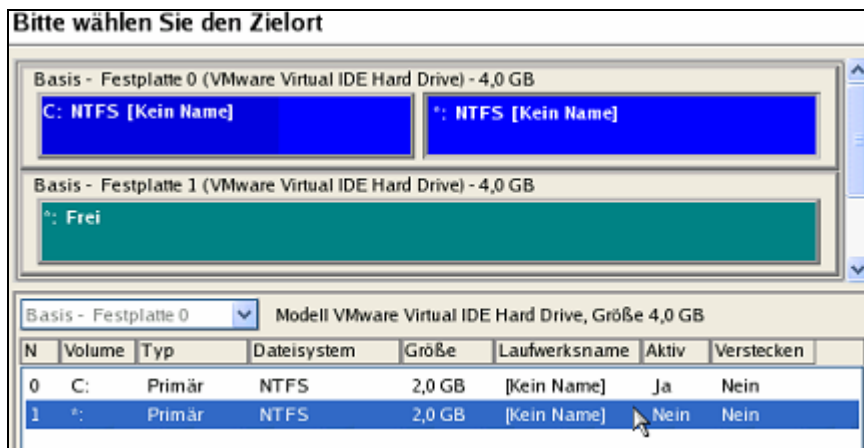 Bitte wählen Sie den Zielort
Basis - Festplatte 0 (VMware Virtual IDE Hard Drive) - 4,0 GB
C: NTFS [Kein Name] *: NTFS [Kein Name]
Basis - Festplatte 1 (VMware Virtual IDE Hard Drive) - 4,0 GB
*: Frei
Basis - Festplatte 0 Modell VMware Virtual IDE Hard Drive, Größe 4,0 GB
N Volume Typ Dateisystem Größe Laufwerksname Aktiv Verstecken
0 C: Primär NTFS 2,0 GB [Kein Name] Ja Nein
1 *: Primär NTFS 2,0 GB [Kein Name] Nein Nein